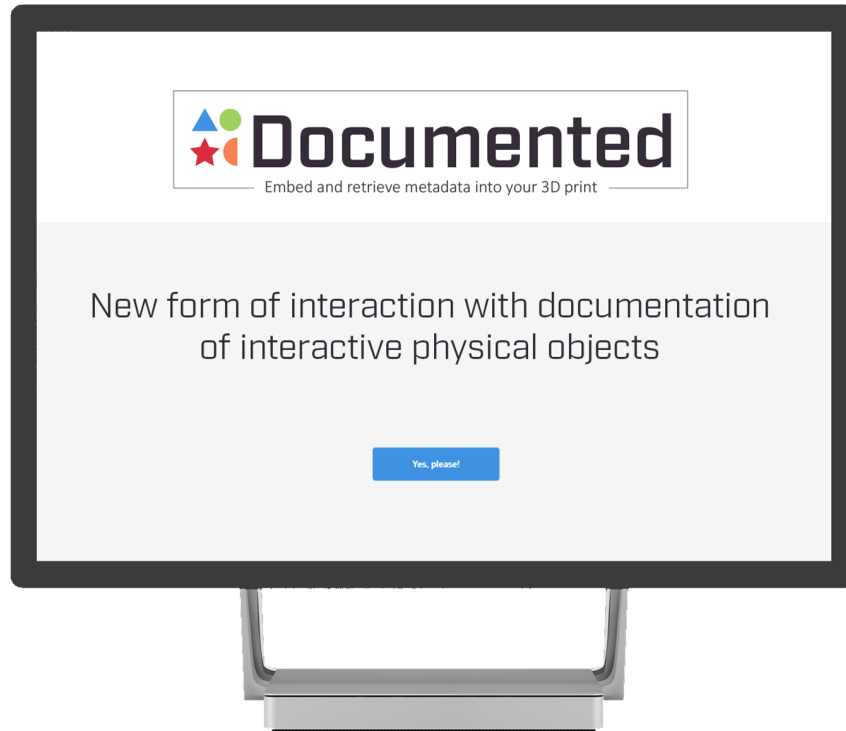 Documented
Embed and retrieve metadata into your 3D print
New form of interaction with documentation
of interactive physical objects
Yes, please!